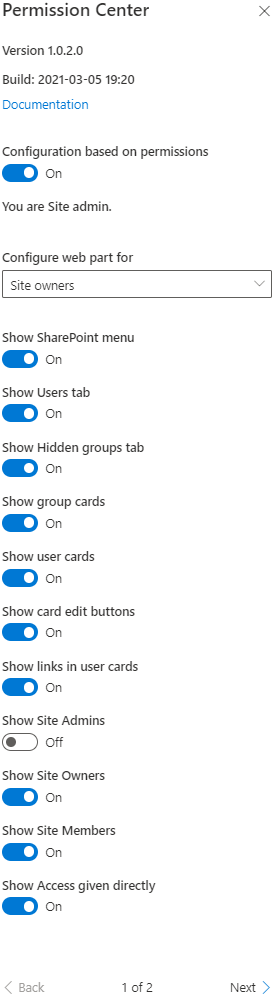 Permission Center
Version 1.0.2.0
Build: 2021-03-05 19:20
Documentation
Configuration based on permissions
On
You are Site admin.
Configure web part for
Site owners
Show SharePoint menu
On
Show Users tab
On
Show Hidden groups tab
On
Show group cards
On
Show user cards
On
Show card edit buttons
On
Show links in user cards
On
Show Site Admins
Off
Show Site Owners
On
Show Site Members
On
Show Access given directly
On
Back 1 of 2 Next